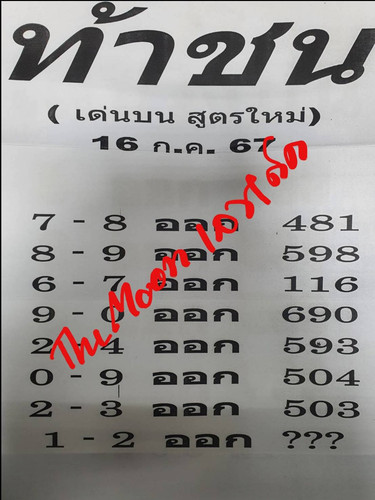 ท้าชน
( เด่นบน สูตรใหม่)
16 ก.ค. 67
7 - 8 ออก 481
8 - 9 ออก 598
6 - 7 ออก 116
9 - 0 ออก 690
2 - 4 ออก 593
0 - 9 ออก 504
2 - 3 ออก 503
1 - 2 ออก ???
The Moon